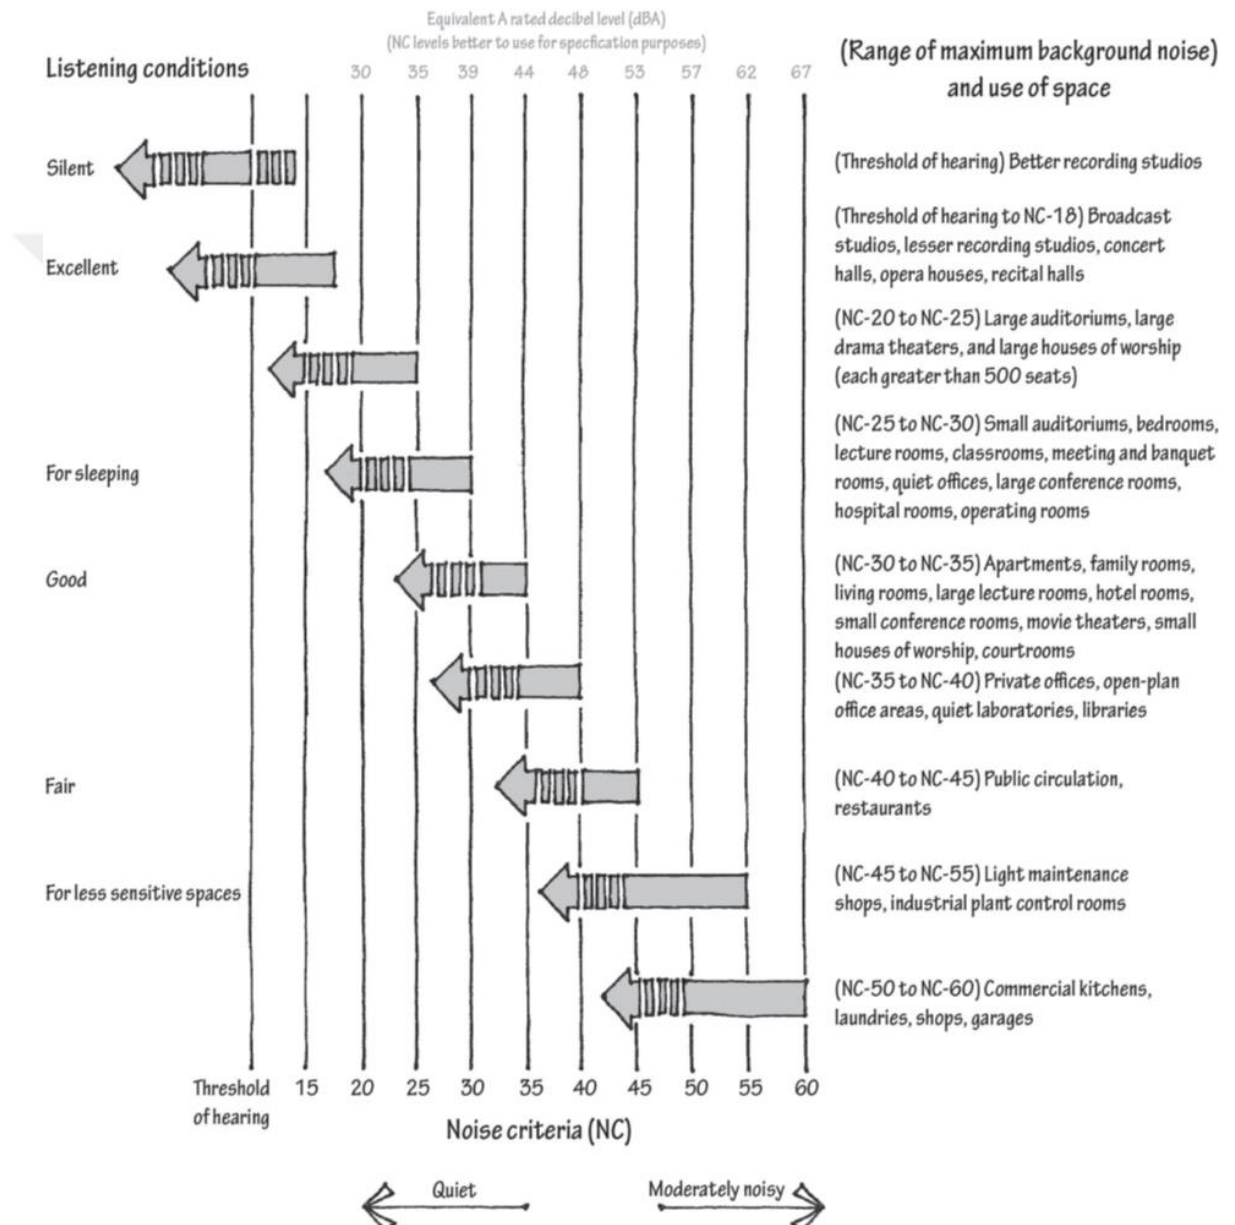 Equivalent A rated decibel level (dBA)
(NC levels better to use for specfication purposes)
Listening conditions
30 35 39 44 48 53 57 62 67
(Range of maximum background noise)
and use of space
Silent
(Threshold of hearing) Better recording studios
Excellent
(Threshold of hearing to NC-18) Broadcast
studios, lesser recording studios, concert
halls, opera houses, recital halls
(NC-20 to NC-25) Large auditoriums, large
drama theaters, and large houses of worship
(each greater than 500 seats)
For sleeping
(NC-25 to NC-30) Small auditoriums, bedrooms,
lecture rooms, classrooms, meeting and banquet
rooms, quiet offices, large conference rooms,
hospital rooms, operating rooms
Good
(NC-30 to NC-35) Apartments, family rooms,
living rooms, large lecture rooms, hotel rooms,
small conference rooms, movie theaters, small
houses of worship, courtrooms
(NC-35 to NC-40) Private offices, open-plan
office areas, quiet laboratories, libraries
Fair
(NC-40 to NC-45) Public circulation,
restaurants
For less sensitive spaces
(NC-45 to NC-55) Light maintenance
shops, industrial plant control rooms
(NC-50 to NC-60) Commercial kitchens,
laundries, shops, garages
Threshold
of hearing
15 20 25 30 35 40 45 50 55 60
Noise criteria (NC)
Quiet
Moderately noisy